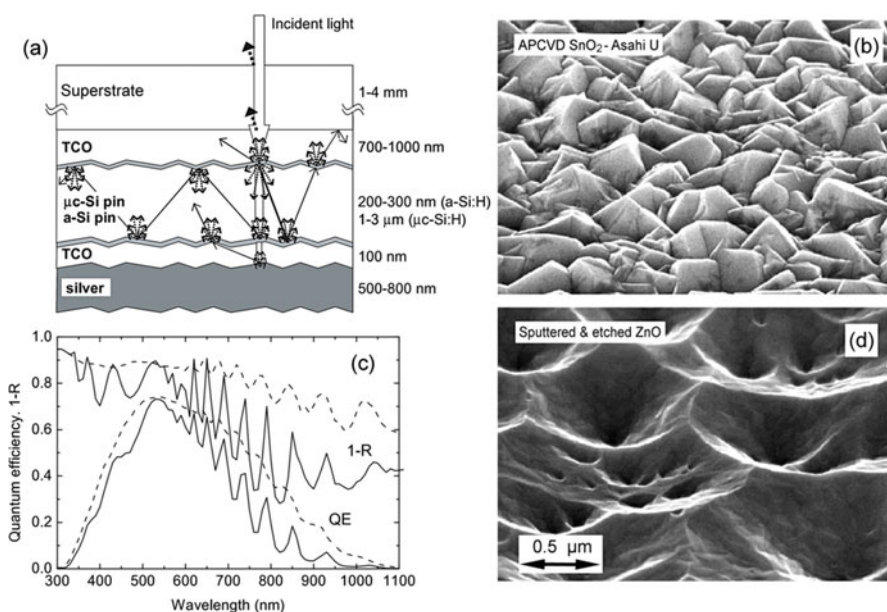 (a)
Incident light
Superstrate
1-4 mm
TCO
700-1000 nm
μc-Si pin
a-Si pin
200-300 nm (a-Si:H)
1-3 μm (μc-Si:H)
TCO
100 nm
silver
500-800 nm
APCVD SnO2 - Asahi U
(b)
(c)
Quantum efficiency. 1-R
1.0
0.8
0.6
0.4
0.2
0.0
1-R
QE
300 400 500 600 700 800 900 1000 1100
Wavelength (nm)
Sputtered & etched ZnO
(d)
0.5 μm